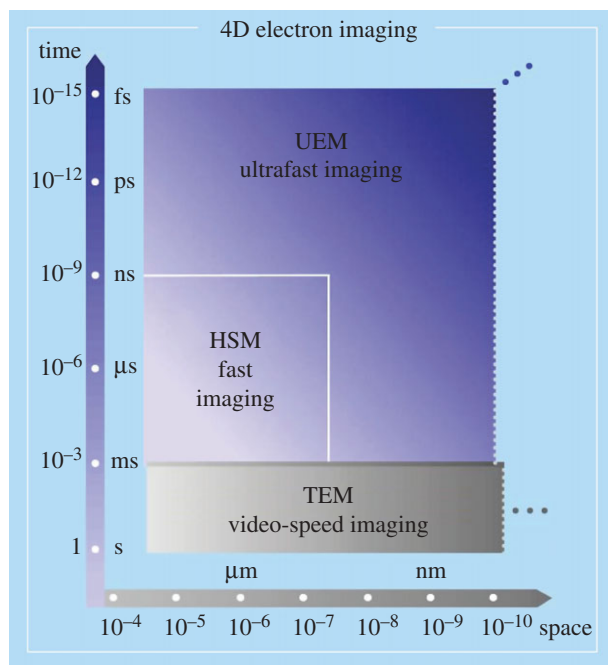 4D electron imaging
time
10⁻¹⁵ fs
UEM
ultrafast imaging
10⁻¹² ps
10⁻⁹ ns
HSM
fast
imaging
10⁻⁶ μs
10⁻³ ms
TEM
video-speed imaging
1 s
μm nm
10⁻⁴ 10⁻⁵ 10⁻⁶ 10⁻⁷ 10⁻⁸ 10⁻⁹ 10⁻¹⁰ space